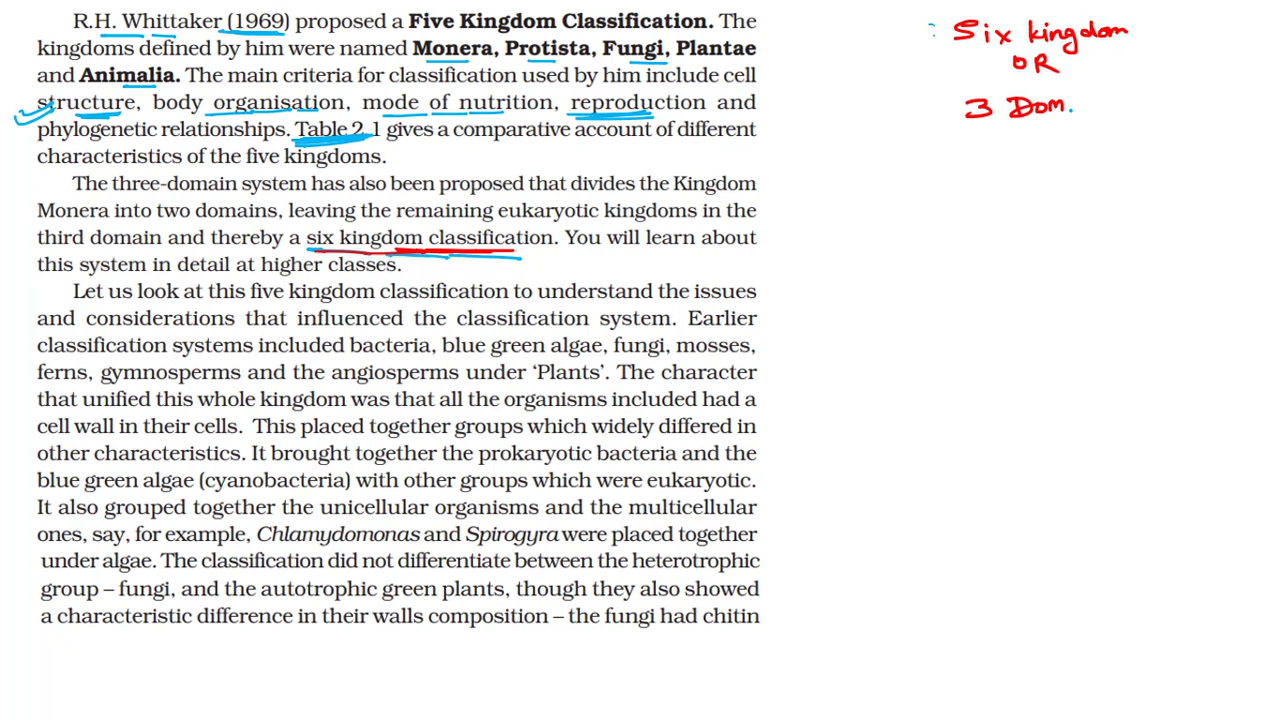 R.H. Whittaker (1969) proposed a Five Kingdom Classification. The
kingdoms defined by him were named Monera, Protista, Fungi, Plantae
and Animalia. The main criteria for classification used by him include cell
structure, body organisation, mode of nutrition, reproduction and
phylogenetic relationships. Table 2.1 gives a comparative account of different
characteristics of the five kingdoms.
The three-domain system has also been proposed that divides the Kingdom
Monera into two domains, leaving the remaining eukaryotic kingdoms in the
third domain and thereby a six kingdom classification. You will learn about
this system in detail at higher classes.
Let us look at this five kingdom classification to understand the issues
and considerations that influenced the classification system. Earlier
classification systems included bacteria, blue green algae, fungi, mosses,
ferns, gymnosperms and the angiosperms under ‘Plants’. The character
that unified this whole kingdom was that all the organisms included had a
cell wall in their cells. This placed together groups which widely differed in
other characteristics. It brought together the prokaryotic bacteria and the
blue green algae (cyanobacteria) with other groups which were eukaryotic.
It also grouped together the unicellular organisms and the multicellular
ones, say, for example, Chlamydomonas and Spirogyra were placed together
under algae. The classification did not differentiate between the heterotrophic
group – fungi, and the autotrophic green plants, though they also showed
a characteristic difference in their walls composition – the fungi had chitin
Six kingdom
OR
3 Dom.